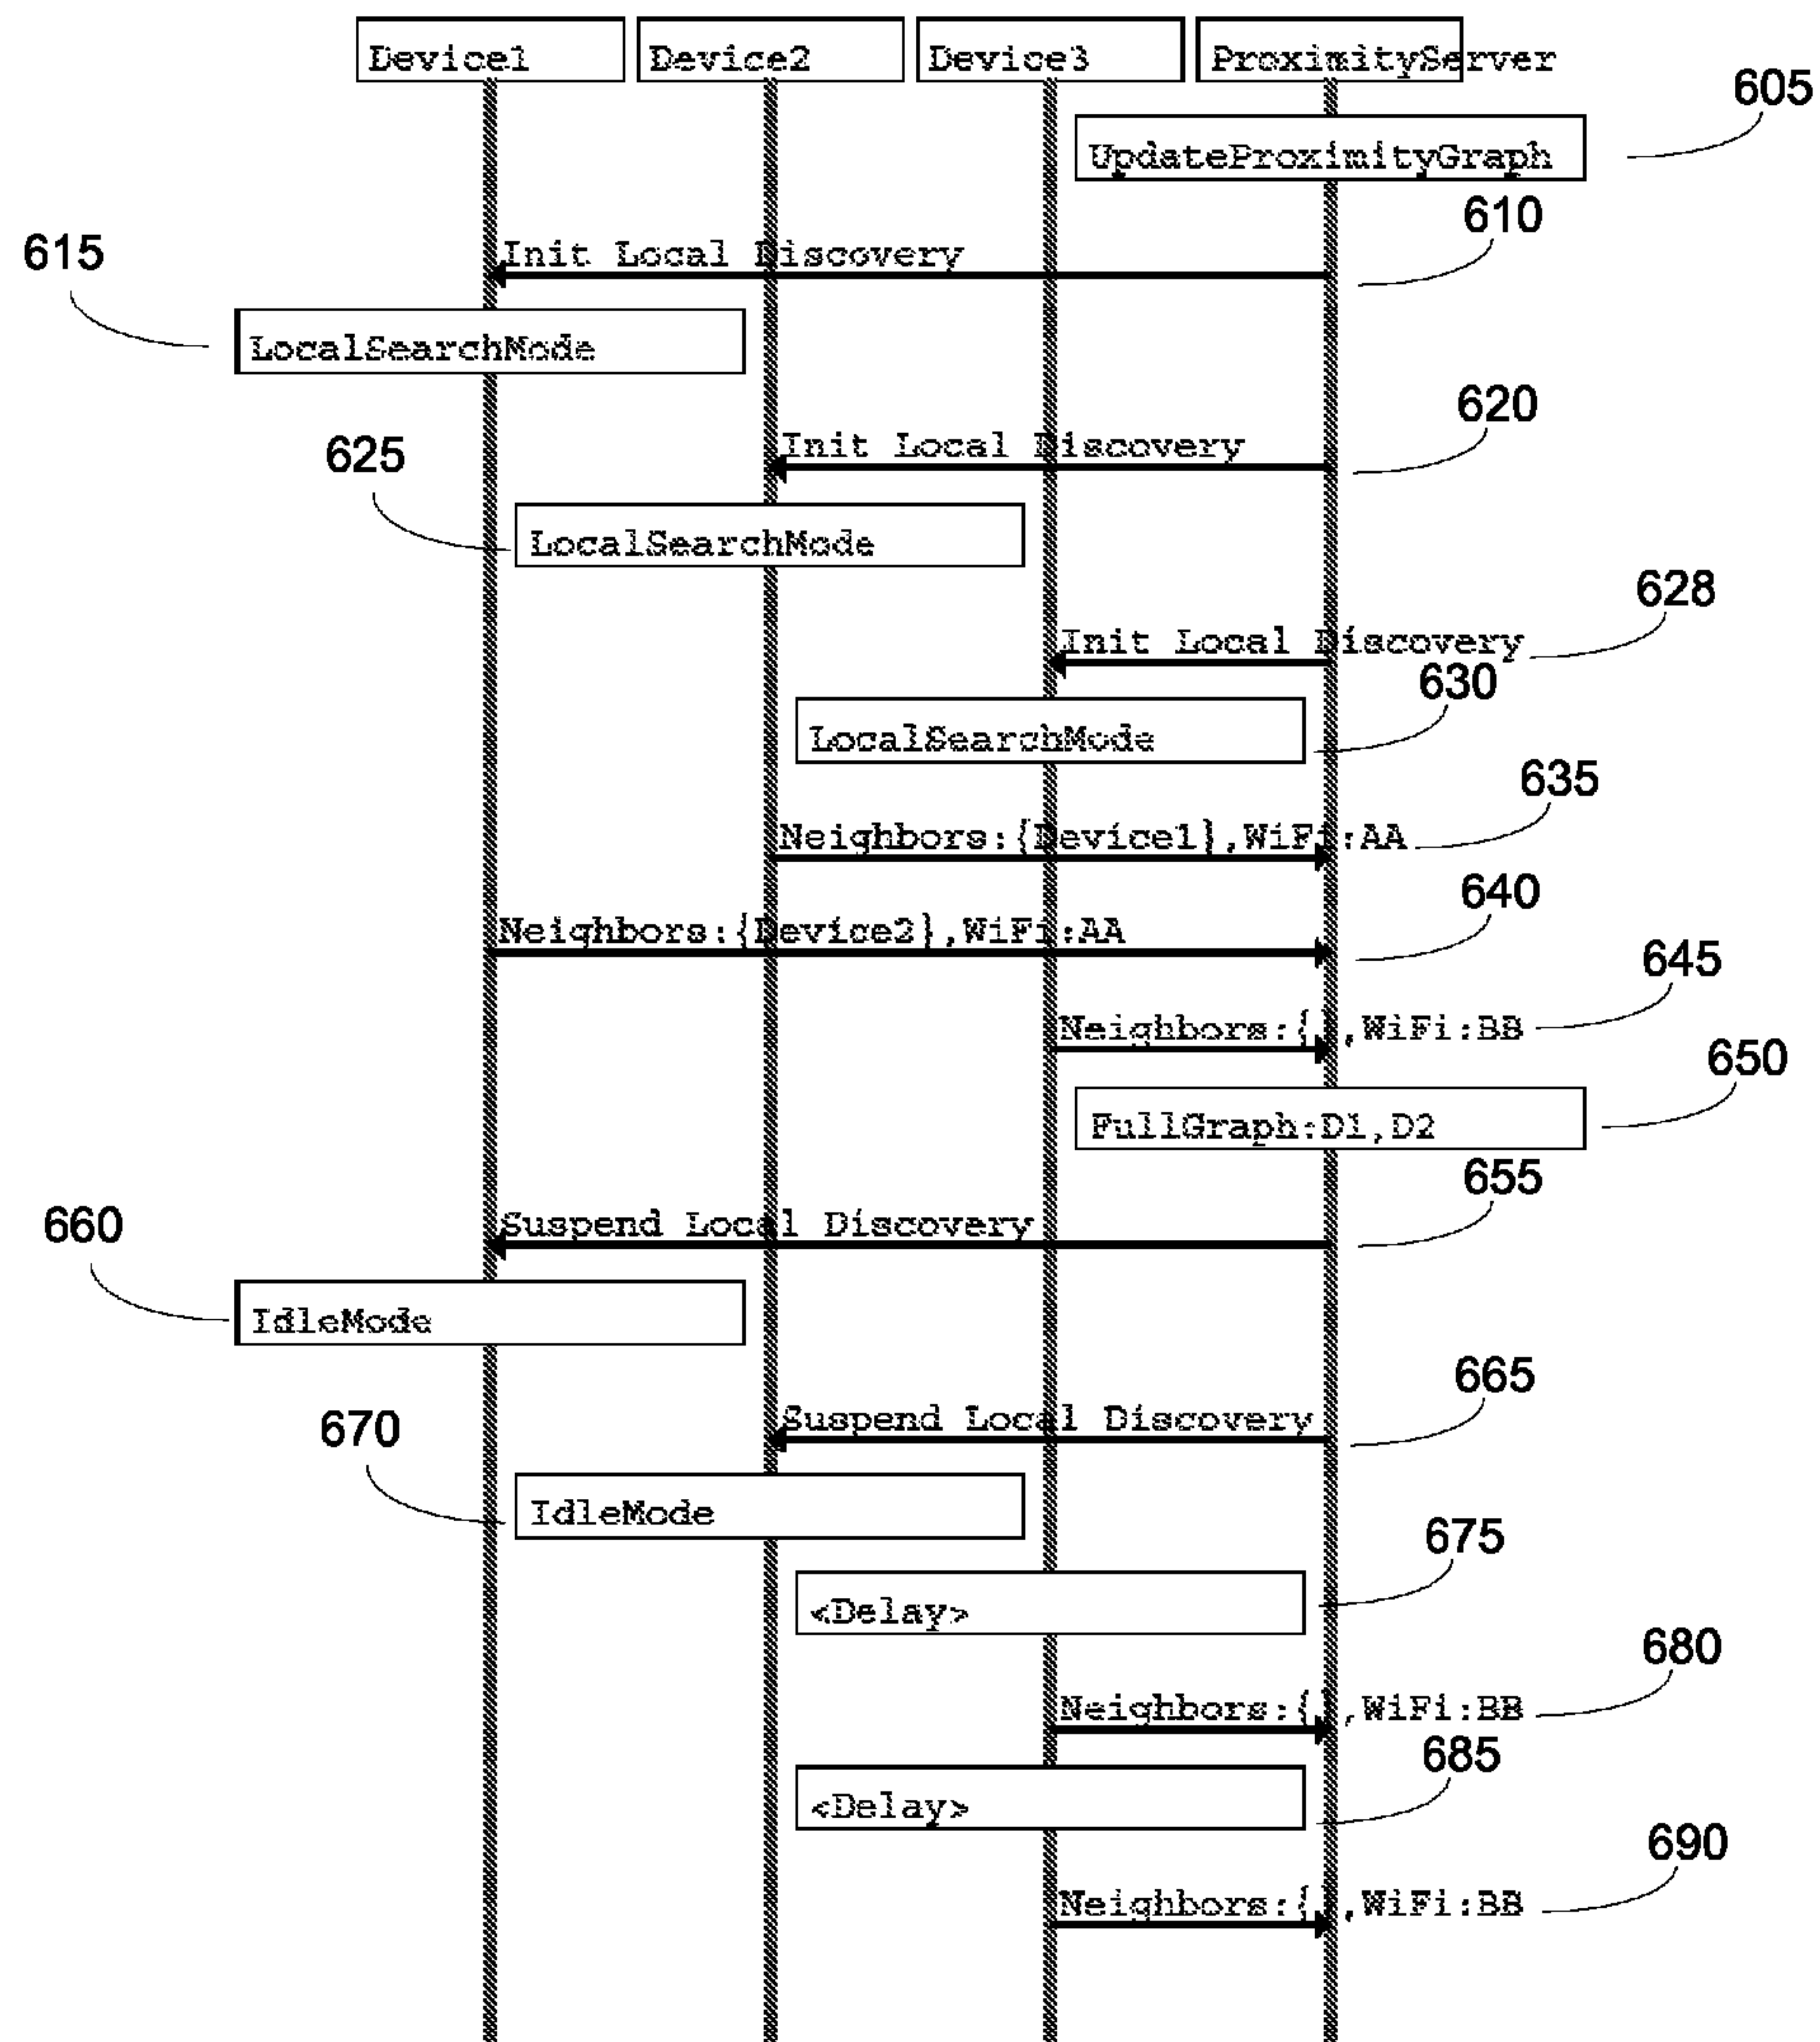 Device1 Device2 Device3 ProximityServer
605
UpdateProximityGraph
610
615
Init Local Discovery
LocalSearchMode
620
625
Init Local Discovery
LocalSearchMode
628
Init Local Discovery
630
LocalSearchMode
635
Neighbors:{Device1},WiFi:AA
640
Neighbors:{Device2},WiFi:AA
645
Neighbors:{},WiFi:BB
650
FullGraph:D1,D2
655
660
Suspend Local Discovery
IdleMode
665
670
Suspend Local Discovery
IdleMode
675
<Delay>
680
Neighbors:{},WiFi:BB
685
<Delay>
690
Neighbors:{},WiFi:BB